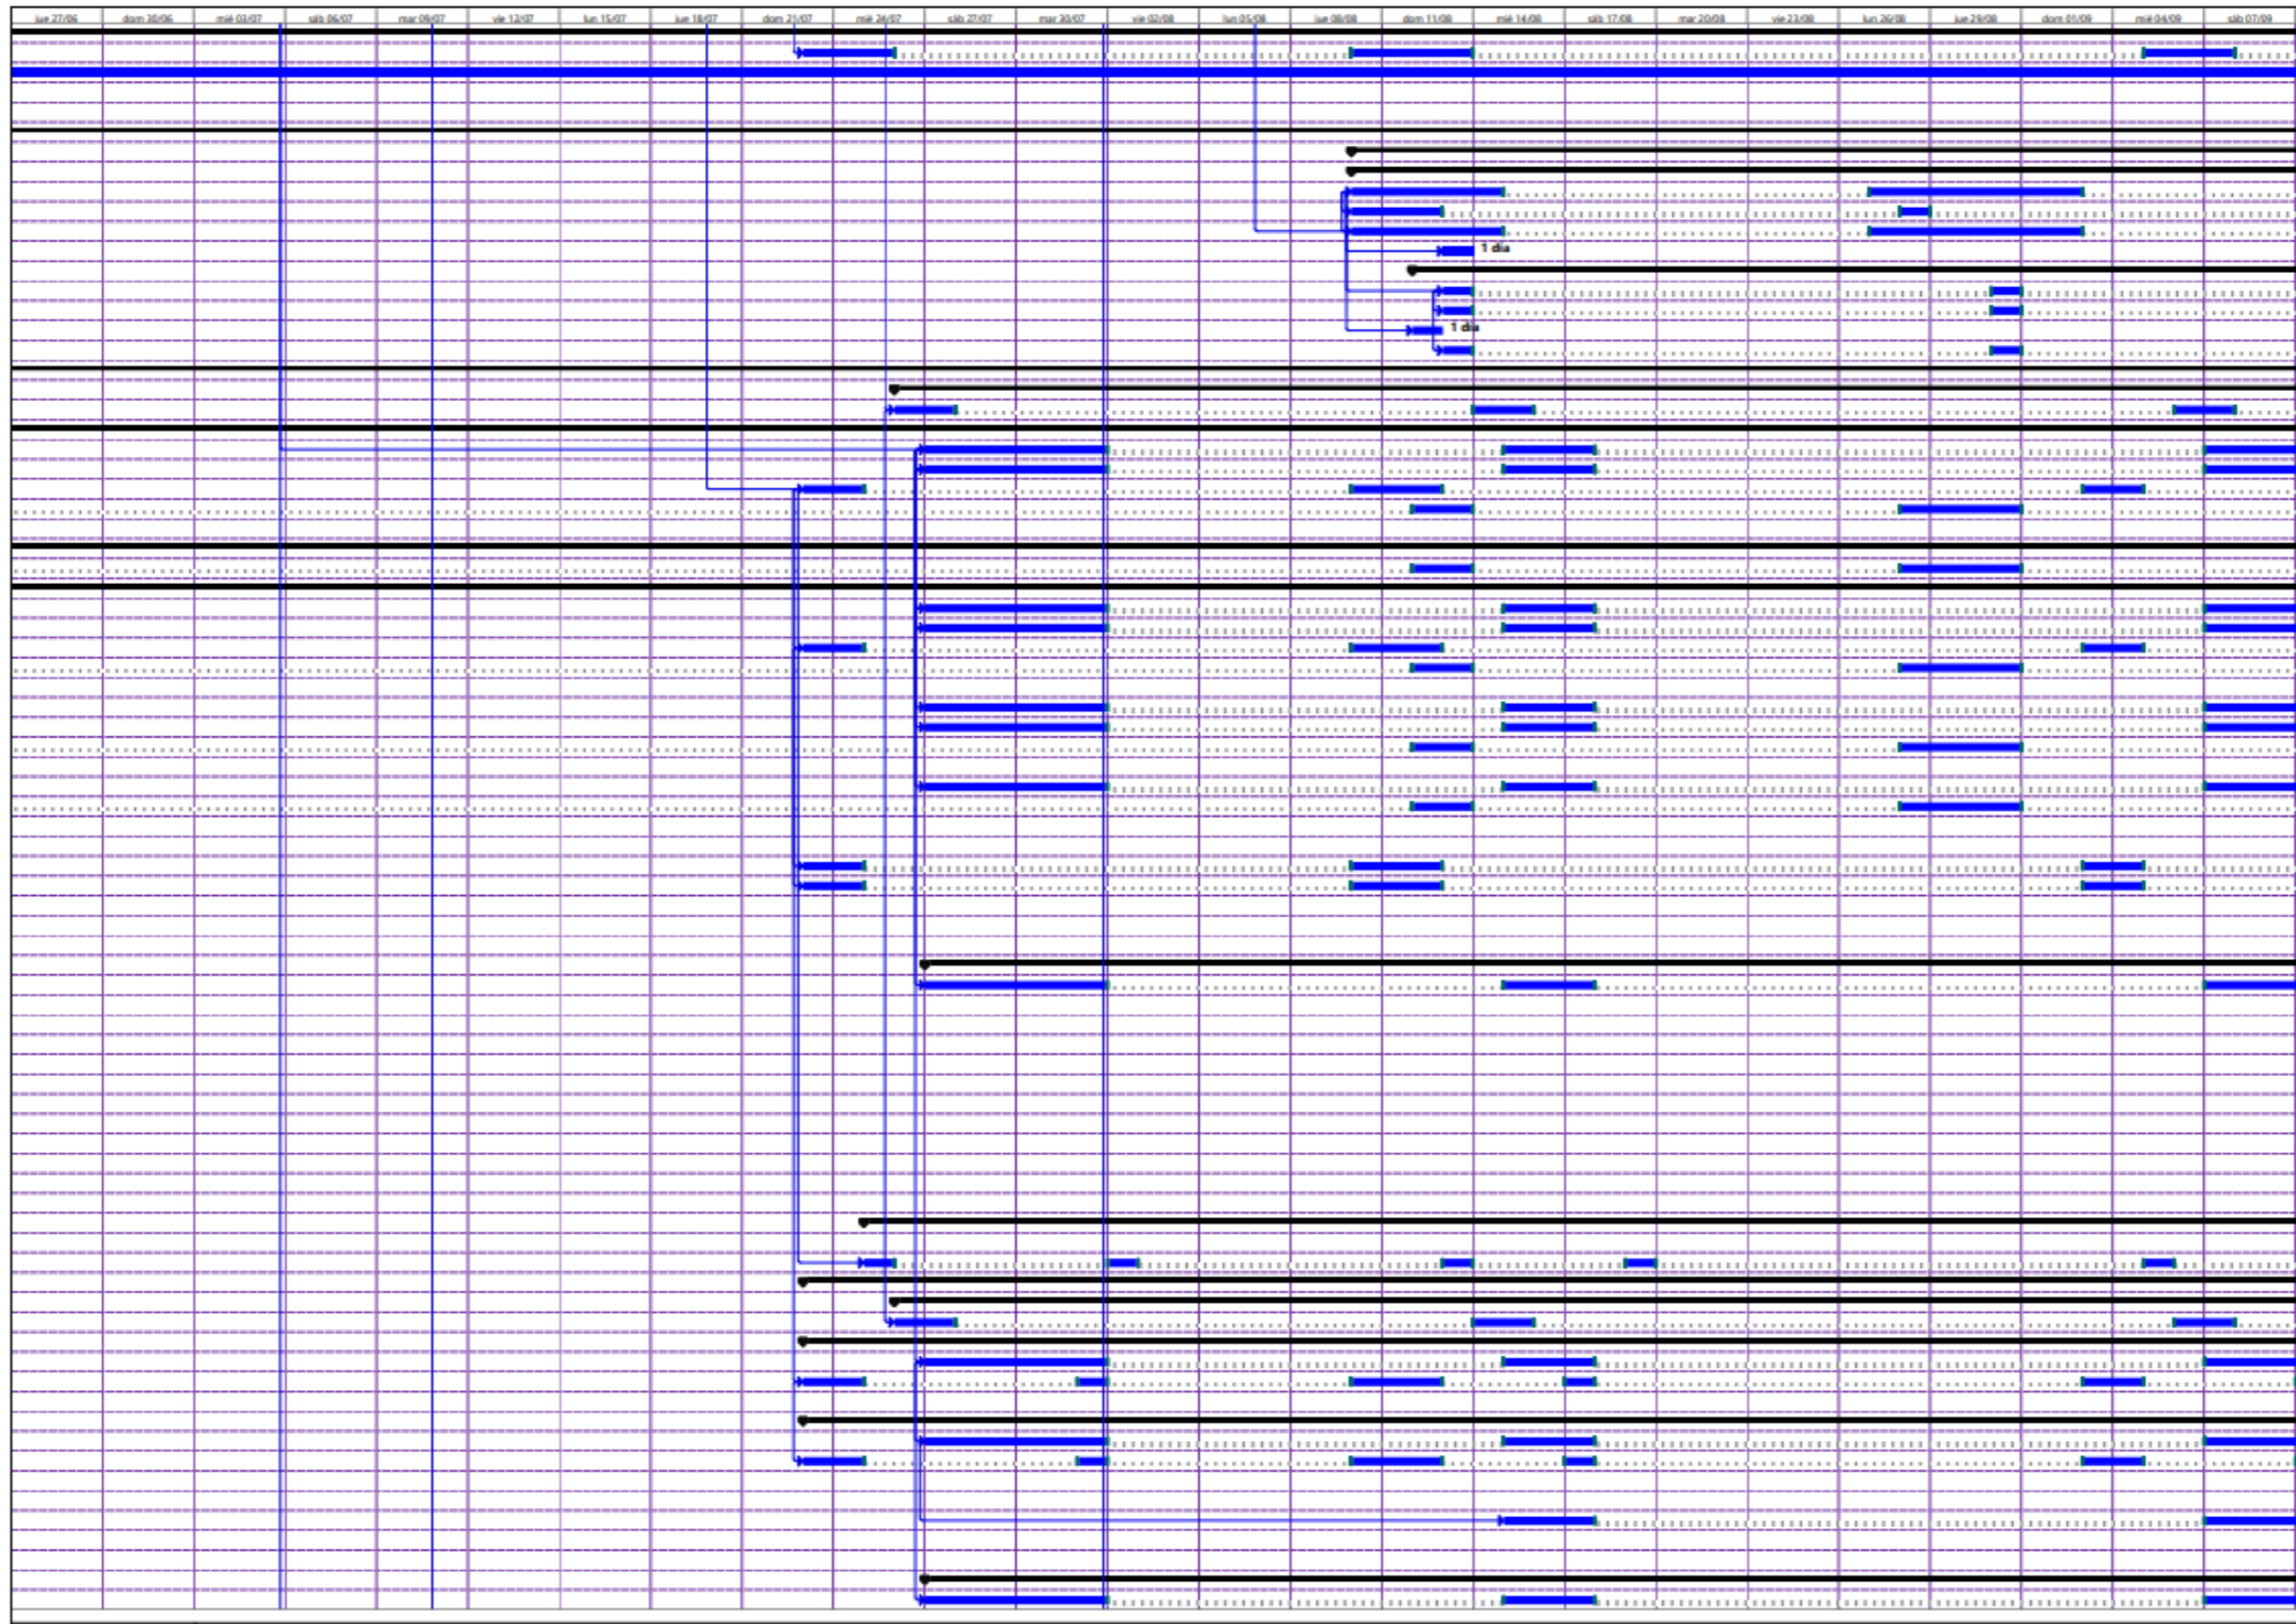 jue 27/06 dom 30/06 mié 03/07 sáb 06/07 mar 09/07 vie 12/07 lun 15/07 jue 18/07 dom 21/07 mié 24/07 sáb 27/07 mar 30/07 vie 02/08 lun 05/08 jue 08/08 dom 11/08 mié 14/08 sáb 17/08 mar 20/08 vie 23/08 lun 26/08 jue 29/08 dom 01/09 mié 04/09 sáb 07/09
1 día
1 día